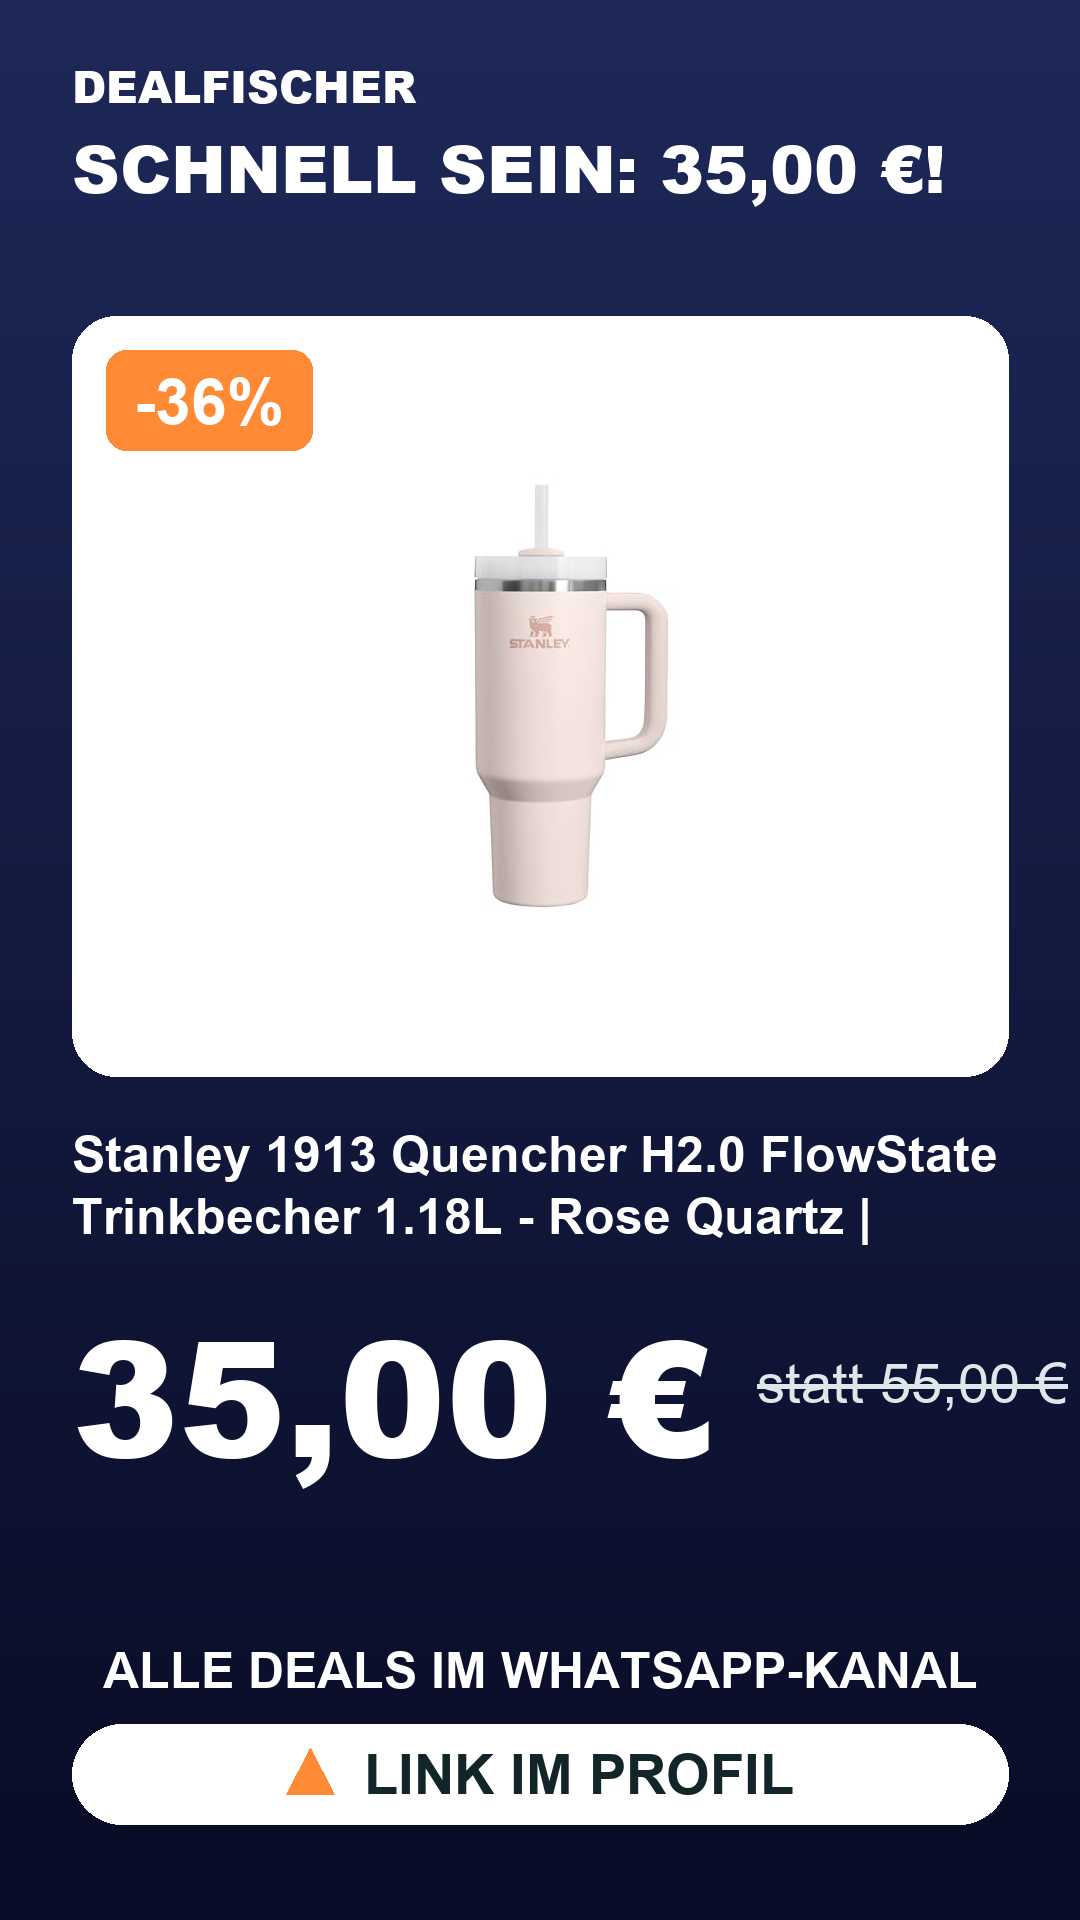 DEALFISCHER
SCHNELL SEIN: 35,00 €!
-36%
STANLEY
Stanley 1913 Quencher H2.0 FlowState
Trinkbecher 1.18L - Rose Quartz |
35,00 € statt 55,00 €
ALLE DEALS IM WHATSAPP-KANAL
LINK IM PROFIL